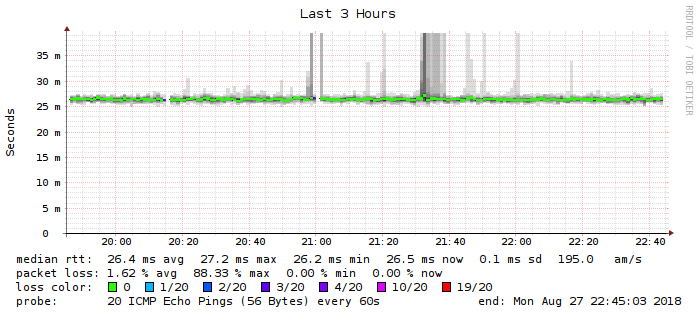 Last 3 Hours
RRDTOOL / TOBI OETIKER
Seconds
35 m
30 m
25 m
20 m
15 m
10 m
5 m
0
20:00 20:20 20:40 21:00 21:20 21:40 22:00 22:20 22:40
median rtt: 26.4 ms avg 27.2 ms max 26.2 ms min 26.5 ms now 0.1 ms sd 195.0 am/s
packet loss: 1.62 % avg 88.33 % max 0.00 % min 0.00 % now
loss color: 0 1/20 2/20 3/20 4/20 10/20 19/20
probe: 20 ICMP Echo Pings (56 Bytes) every 60s end: Mon Aug 27 22:45:03 2018